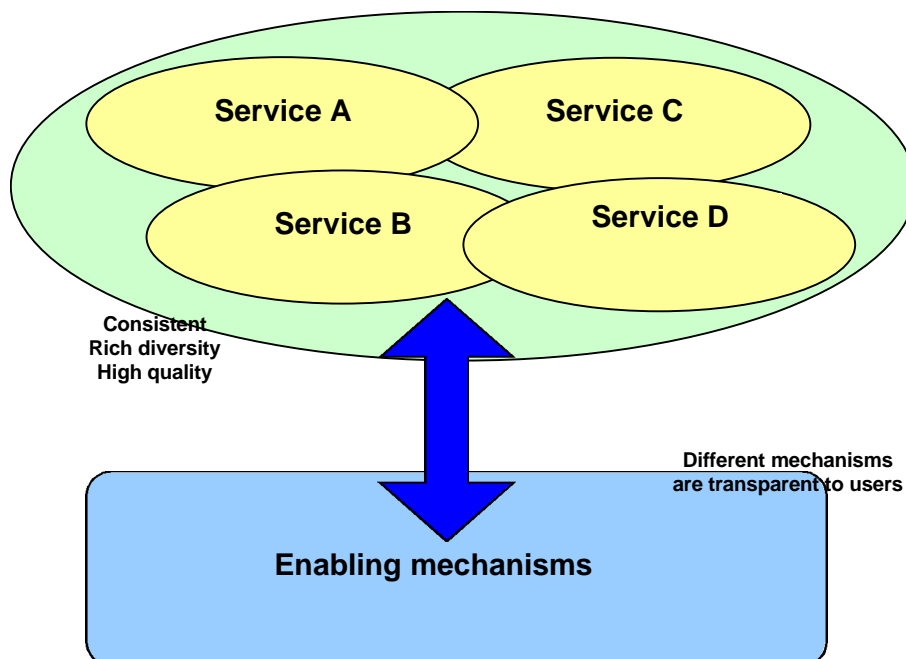 Service A
Service C
Service B
Service D
Consistent
Rich diversity
High quality
Different mechanisms
are transparent to users
Enabling mechanisms